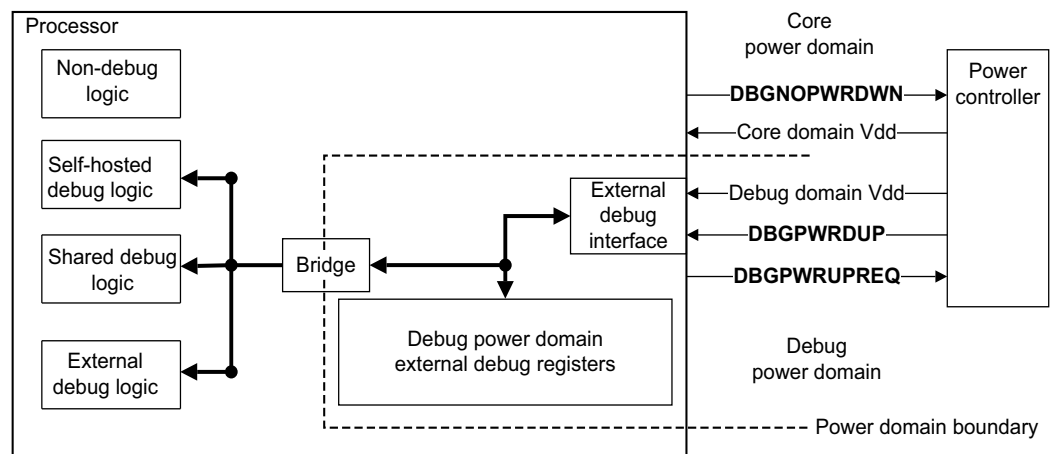 Processor
Non-debug
logic
Self-hosted
debug logic
Shared debug
logic
External
debug logic
Bridge
External
debug
interface
Debug power domain
external debug registers
Core
power domain
DBGNOPWRDWN
Core domain Vdd
Debug domain Vdd
DBGPWRDUP
DBGPWRUPREQ
Debug
power domain
Power domain boundary
Power
controller